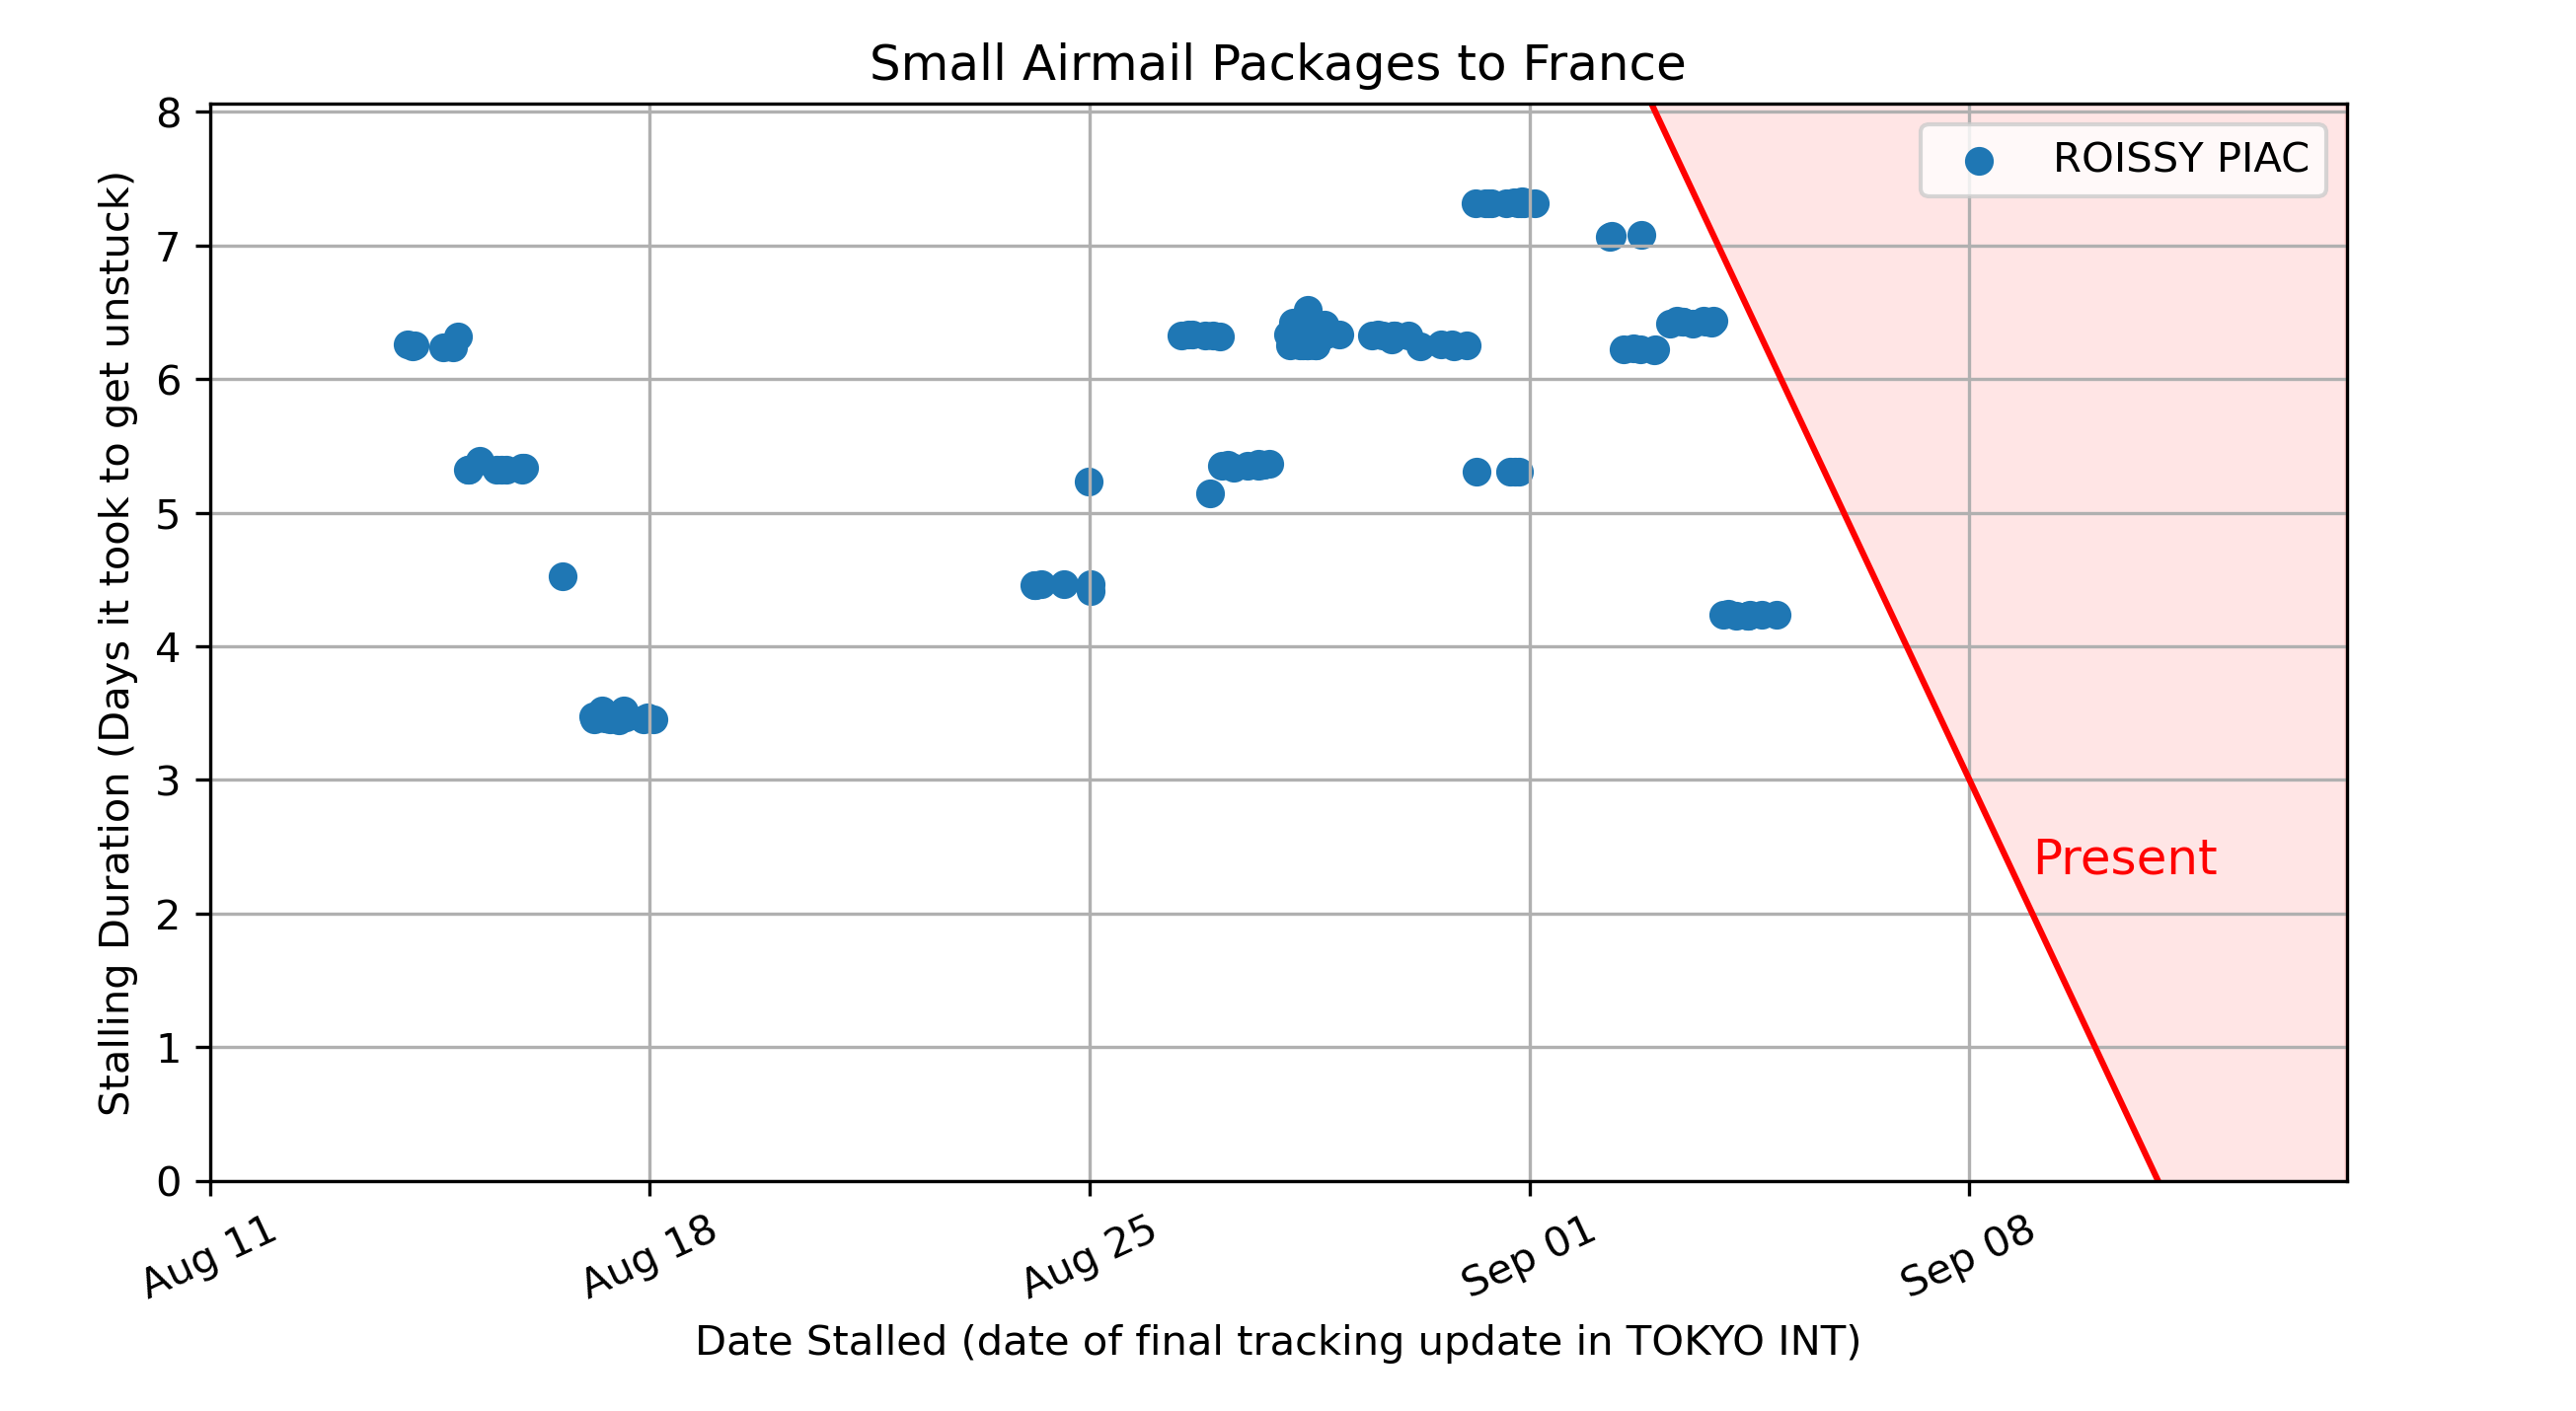 Small Airmail Packages to France
8
7
6
5
4
3
2
1
0
Stalling Duration (Days it took to get unstuck)
ROISSY PIAC
Present
Aug 11
Aug 18
Aug 25
Sep 01
Sep 08
Date Stalled (date of final tracking update in TOKYO INT)